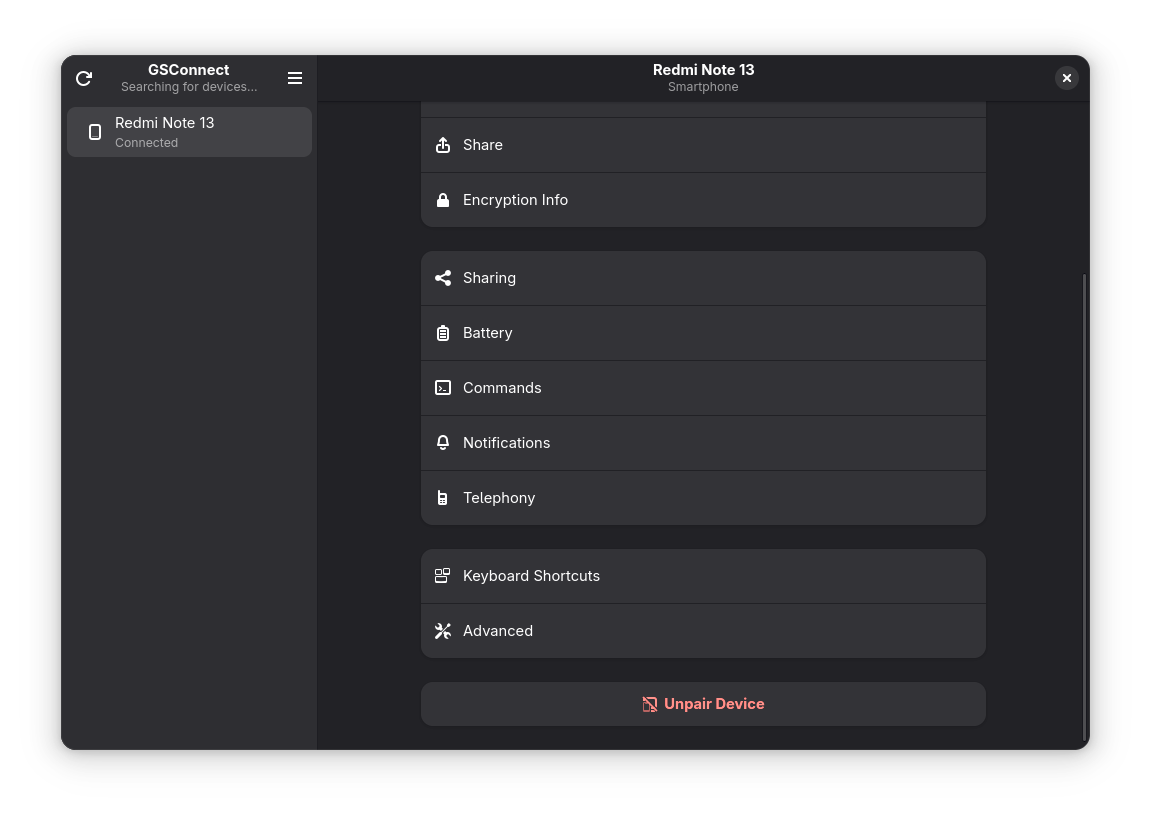 GSConnect
Searching for devices…
Redmi Note 13
Connected
Redmi Note 13
Smartphone
Share
Encryption Info
Sharing
Battery
Commands
Notifications
Telephony
Keyboard Shortcuts
Advanced
Unpair Device